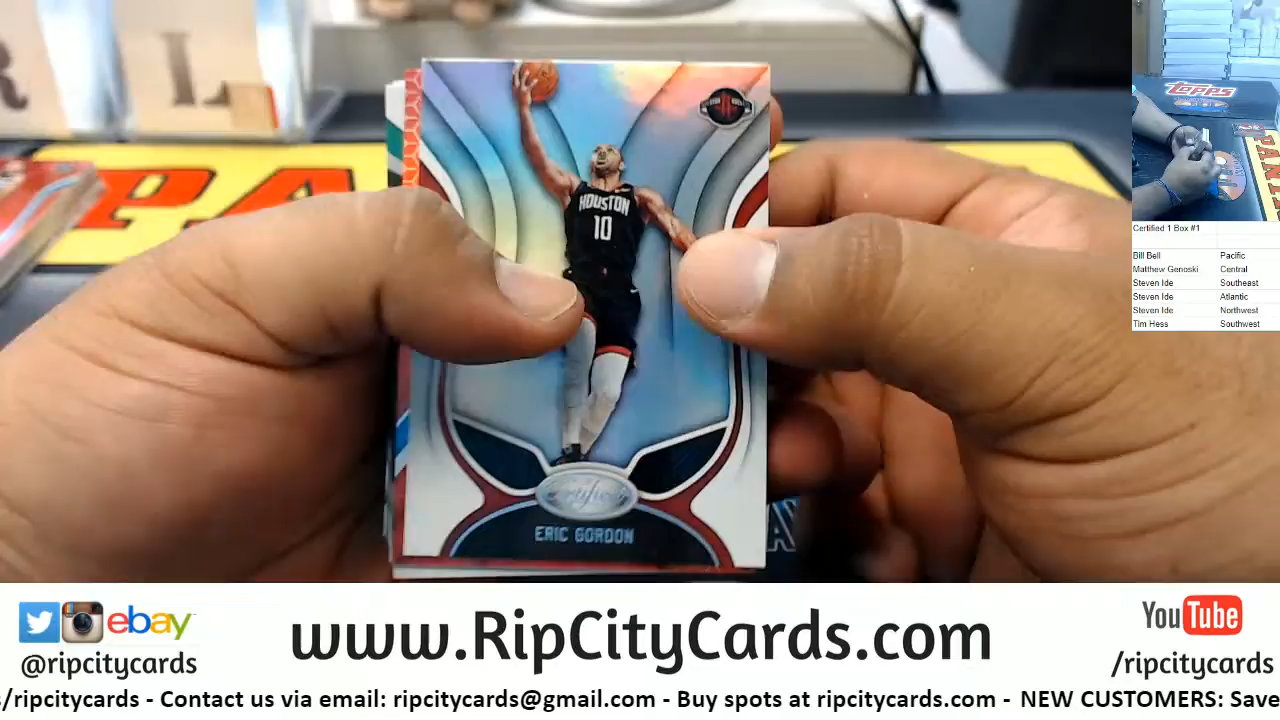 HOUSTON
10
Certified
ERIC GORDON
PA
TOPPS
PANINI
Certified 1 Box #1
Bill Bell Pacific
Matthew Genoski Central
Steven Ide Southeast
Steven Ide Atlantic
Steven Ide Northwest
Tim Hess Southwest
ebay
@ripcitycards
www.RipCityCards.com
YouTube
/ripcitycards
s/ripcitycards - Contact us via email: ripcitycards@gmail.com - Buy spots at ripcitycards.com - NEW CUSTOMERS: Save